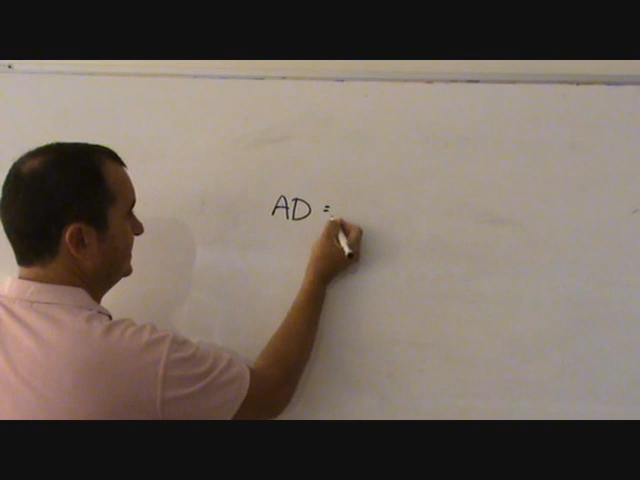 AD =